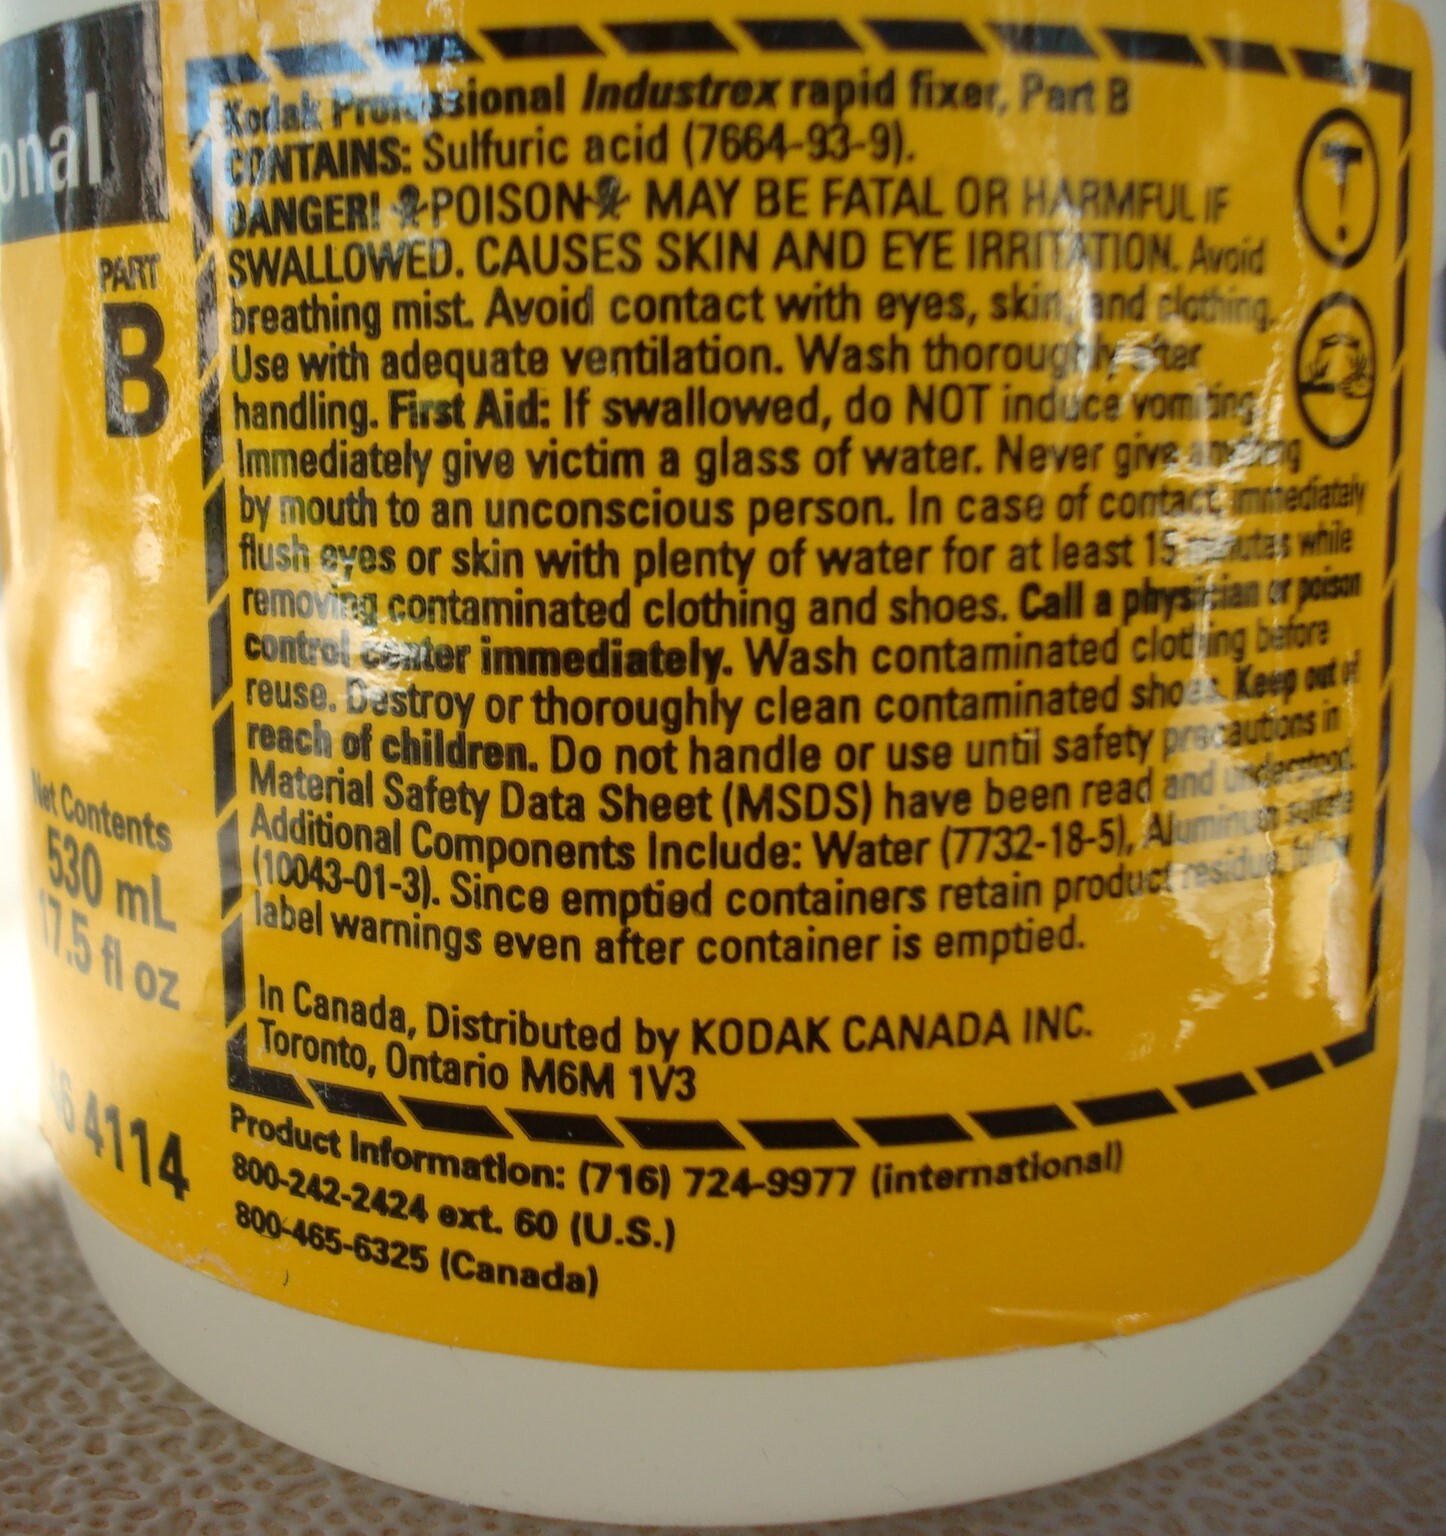 onal
PART
B
Net Contents
530 mL
17.5 fl oz
6 4114
Kodak Professional Industrex rapid fixer, Part B
CONTAINS: Sulfuric acid (7664-93-9).
DANGER! POISON MAY BE FATAL OR HARMFUL IF
SWALLOWED. CAUSES SKIN AND EYE IRRITATION. Avoid
breathing mist. Avoid contact with eyes, skin, and clothing.
Use with adequate ventilation. Wash thoroughly after
handling. First Aid: If swallowed, do NOT induce vomiting.
Immediately give victim a glass of water. Never give anything
by mouth to an unconscious person. In case of contact, immediately
flush eyes or skin with plenty of water for at least 15 minutes while
removing contaminated clothing and shoes. Call a physician or poison
control center immediately. Wash contaminated clothing before
reuse. Destroy or thoroughly clean contaminated shoes. Keep out of
reach of children. Do not handle or use until safety precautions in
Material Safety Data Sheet (MSDS) have been read and understood.
Additional Components Include: Water (7732-18-5), Aluminum sulfate
(10043-01-3). Since emptied containers retain product residue, follow
label warnings even after container is emptied.
In Canada, Distributed by KODAK CANADA INC.
Toronto, Ontario M6M 1V3
Product Information: (716) 724-9977 (international)
800-242-2424 ext. 60 (U.S.)
800-465-6325 (Canada)